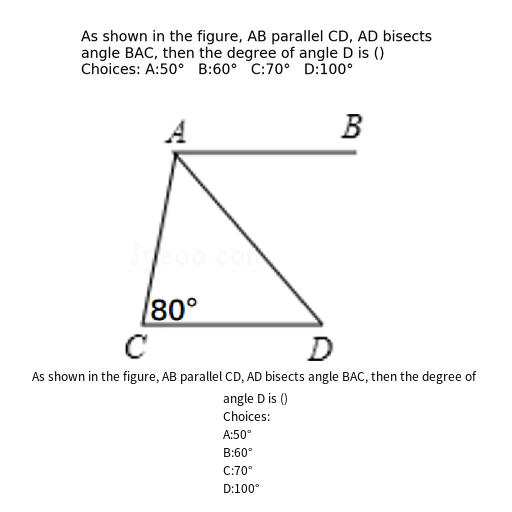 As shown in the figure, AB parallel CD, AD bisects
angle BAC, then the degree of angle D is ()
Choices: A:50°   B:60°   C:70°   D:100°
A
B
80°
C
D
As shown in the figure, AB parallel CD, AD bisects angle BAC, then the degree of
angle D is ()
Choices:
A:50°
B:60°
C:70°
D:100°